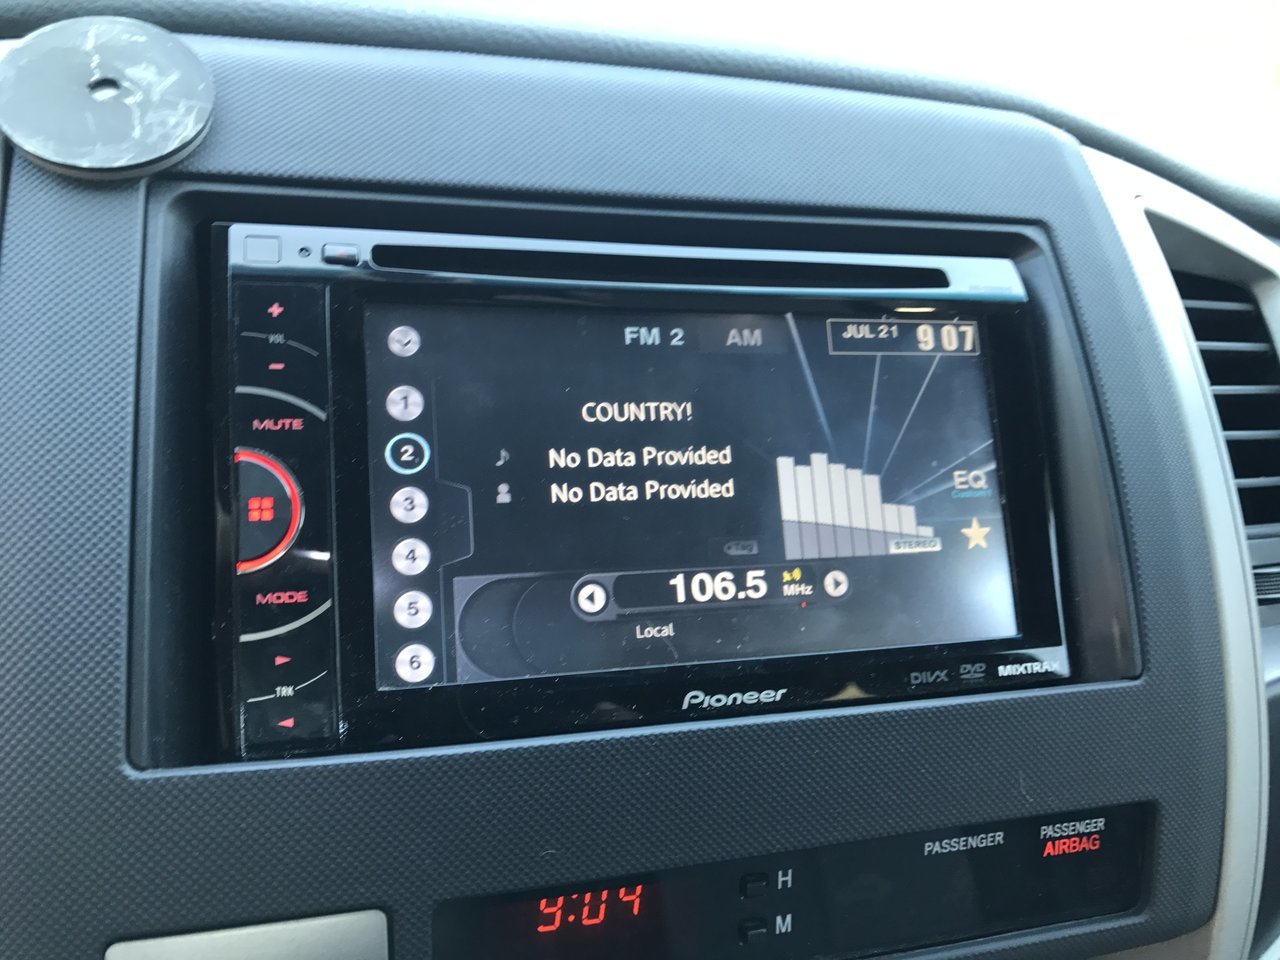 FM 2 AM JUL 21 9 07
VOL
MUTE
MODE
TRK
1
2
3
4
5
6
COUNTRY!
No Data Provided
No Data Provided
EQ
Custom1
STEREO
Tag
106.5 MHz
Local
Pioneer DIVX DVD MIXTRAX
PASSENGER PASSENGER
AIRBAG
9:04 H
M